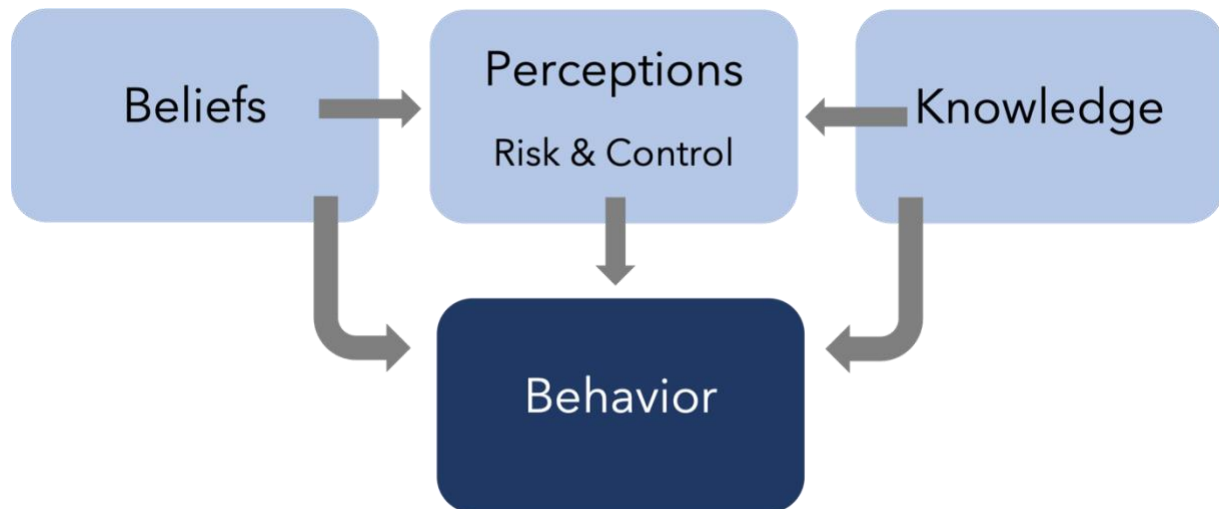 Beliefs
Perceptions
Risk & Control
Knowledge
Behavior